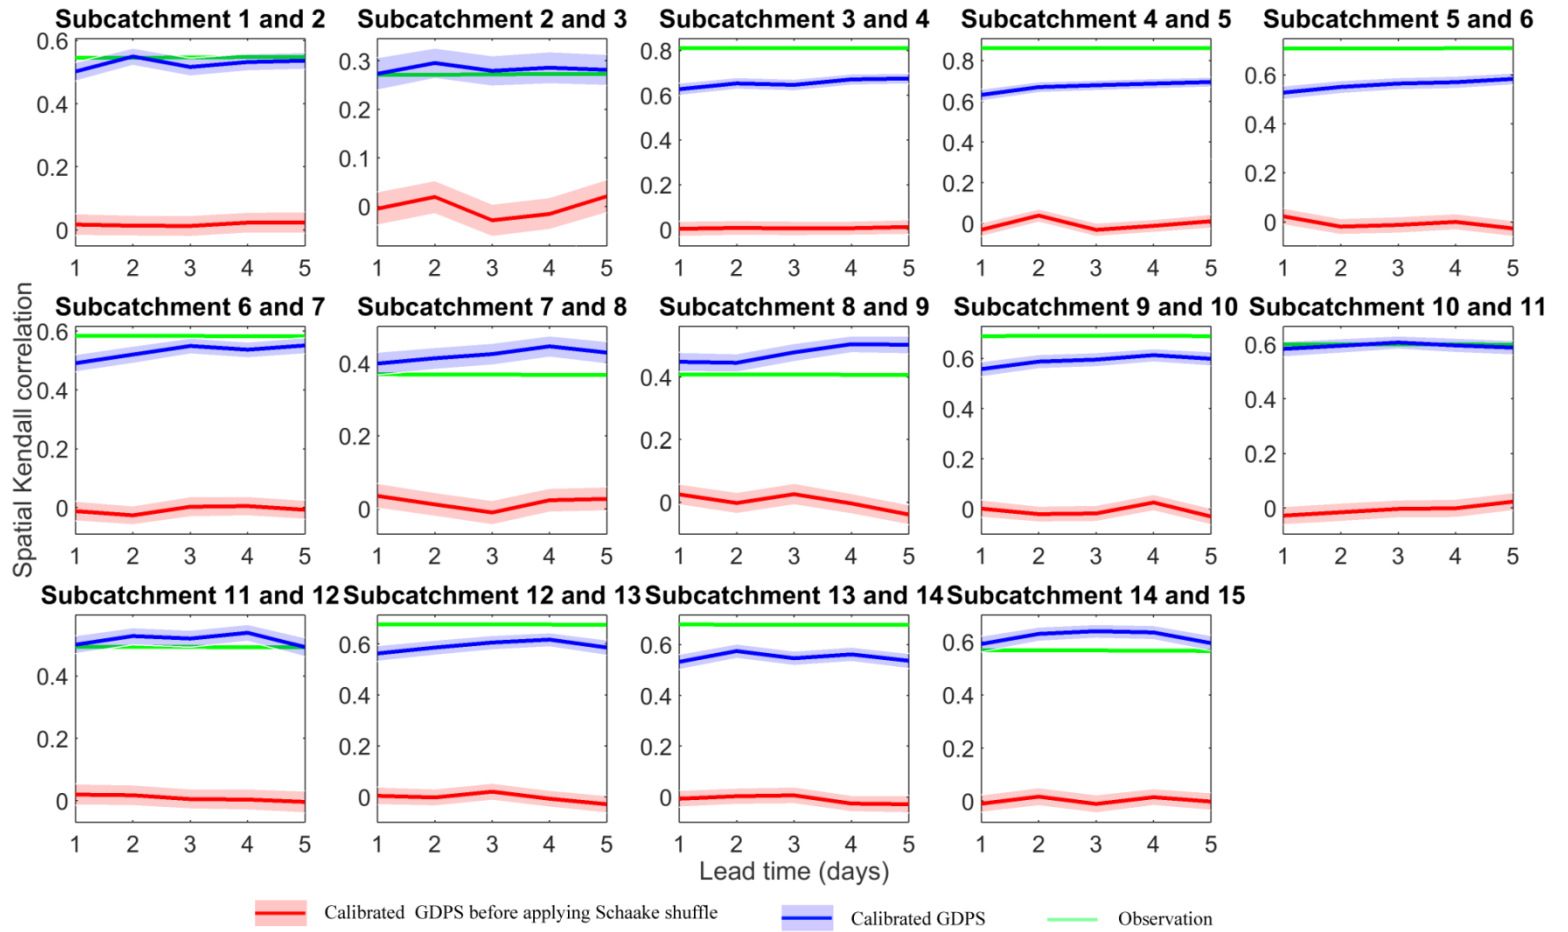 Subcatchment 1 and 2 Subcatchment 2 and 3 Subcatchment 3 and 4 Subcatchment 4 and 5 Subcatchment 5 and 6
0.6 0.4 0.2 0
0.3 0.2 0.1 0
0.8 0.6 0.4 0.2 0
0.8 0.6 0.4 0.2 0
0.6 0.4 0.2 0
1 2 3 4 5 1 2 3 4 5 1 2 3 4 5 1 2 3 4 5 1 2 3 4 5
Spatial Kendall correlation
Subcatchment 6 and 7 Subcatchment 7 and 8 Subcatchment 8 and 9 Subcatchment 9 and 10 Subcatchment 10 and 11
0.6 0.4 0.2 0
0.4 0.2 0
0.4 0.2 0
0.6 0.4 0.2 0
0.6 0.4 0.2 0
1 2 3 4 5 1 2 3 4 5 1 2 3 4 5 1 2 3 4 5 1 2 3 4 5
Subcatchment 11 and 12 Subcatchment 12 and 13 Subcatchment 13 and 14 Subcatchment 14 and 15
0.4 0.2 0
0.6 0.4 0.2 0
0.6 0.4 0.2 0
0.6 0.4 0.2 0
1 2 3 4 5 1 2 3 4 5 1 2 3 4 5 1 2 3 4 5
Lead time (days)
Calibrated GDPS before applying Schaake shuffle Calibrated GDPS Observation